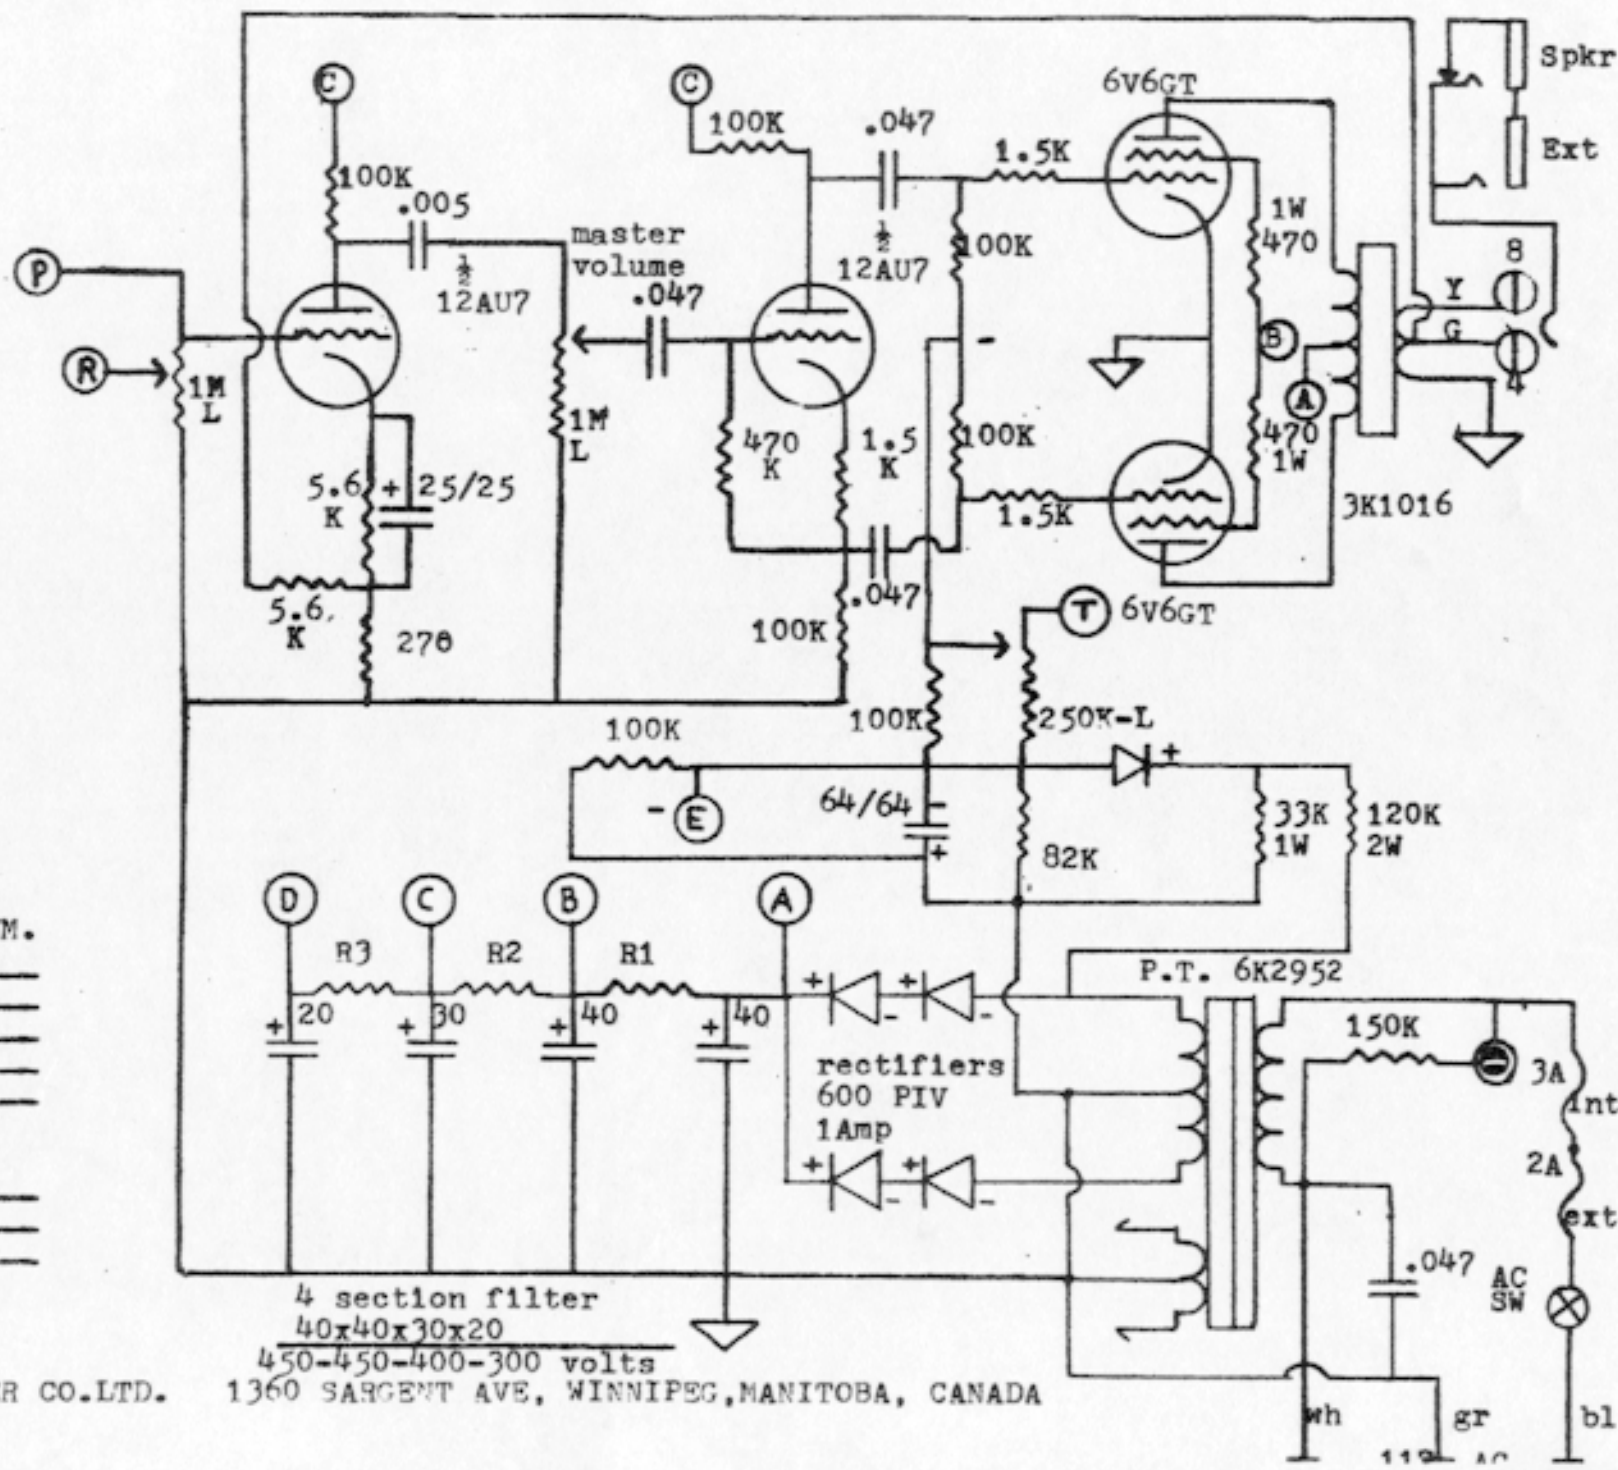 Spkr
Ext
C
100K
.005
½
12AU7
P
R
1M
L
master
volume
.047
1M
L
C
100K
.047
½
12AU7
1.5K
6V6GT
100K
1W
470
B
A
470
1W
8
Y
G
4
3K1016
5.6
K
+
25/25
5.6
K
470
K
1.5
K
100K
-
1.5K
.047
100K
T
6V6GT
100K
250K-L
100K
- E
64/64
-
+
+
33K
1W
120K
2W
82K
M.
D
C
B
A
R3
R2
R1
+ 20
+ 30
+ 40
+ 40
+
-
+
-
rectifiers
600 PIV
1Amp
+
-
+
-
P.T. 6K2952
150K
3A
Int
2A
ext
.047
AC
SW
4 section filter
40x40x30x20
450-450-400-300 volts
R CO.LTD. 1360 SARGENT AVE, WINNIPEG,MANITOBA, CANADA
wh
gr
bl
AC